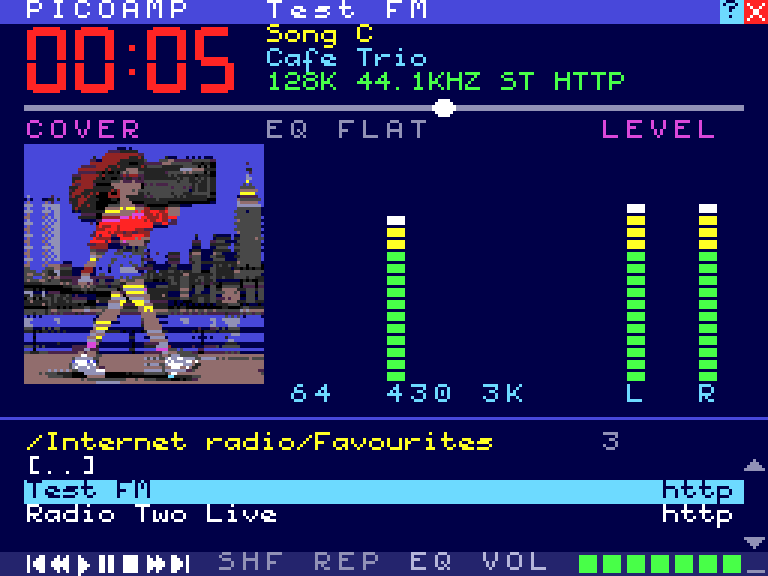 PICOAMP Test FM ?
00:05
Song C
Cafe Trio
128K 44.1KHZ ST HTTP
COVER EQ FLAT LEVEL
64 430 3K L R
/Internet radio/Favourites 3
[..]
Test FM http
Radio Two Live http
SHF REP EQ VOL